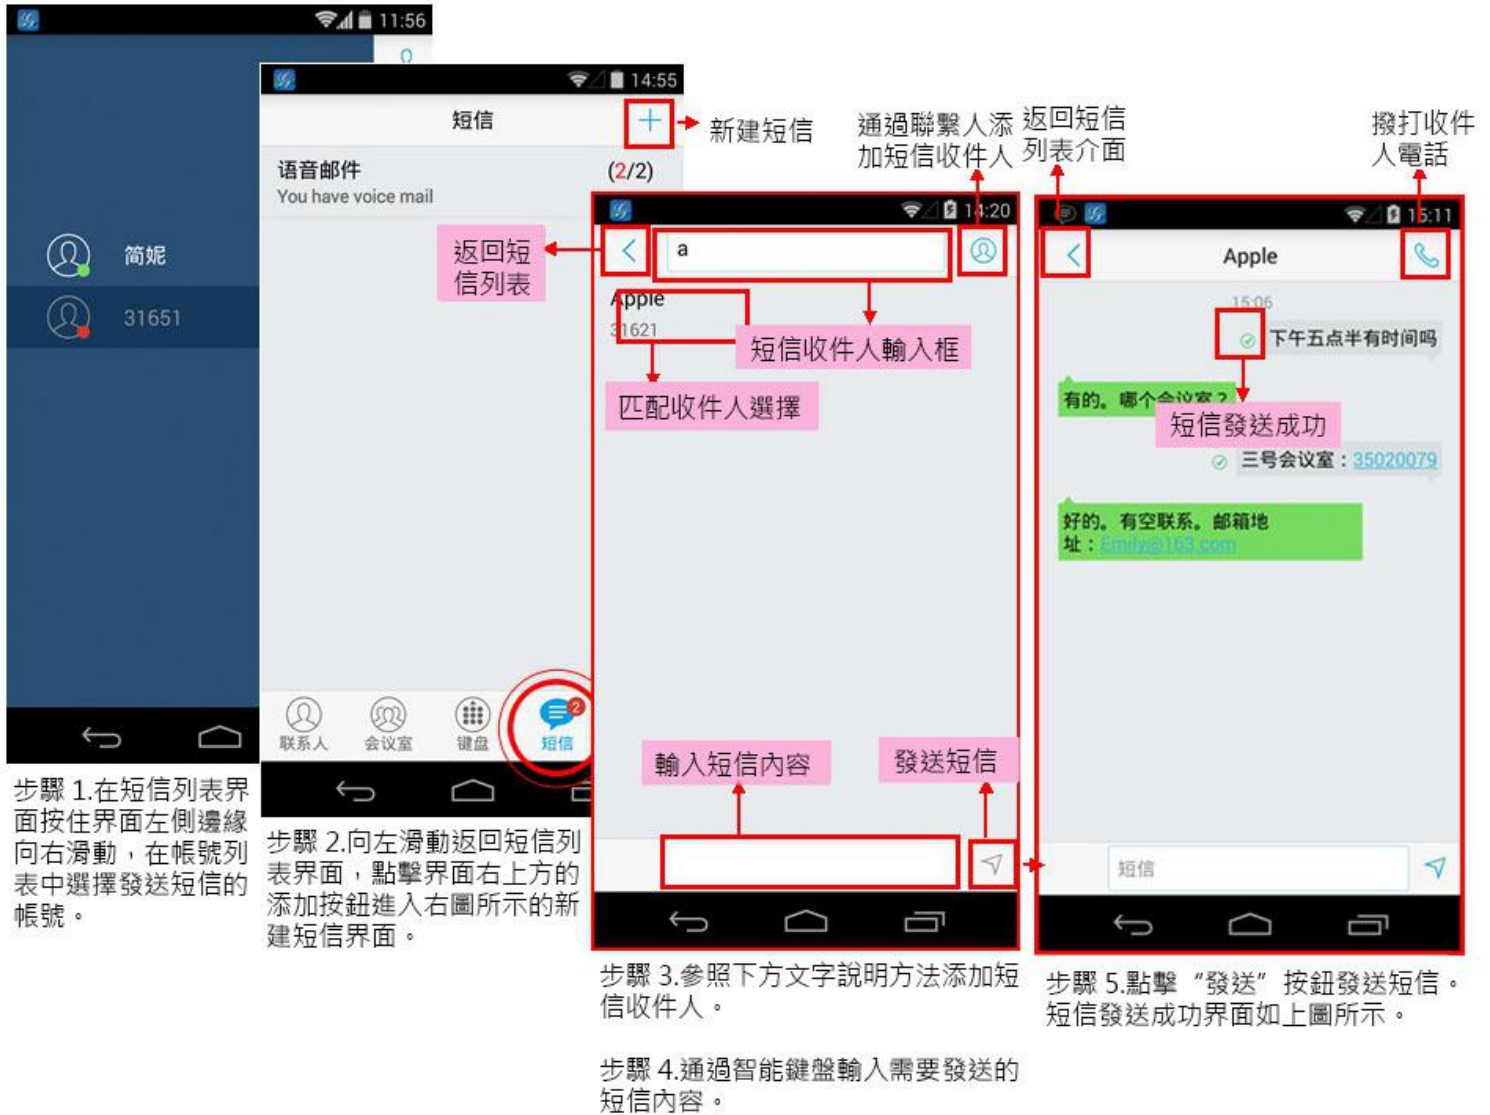 11:56
简妮
31651
步驟 1.在短信列表界
面按住界面左側邊緣
向右滑動，在帳號列
表中選擇發送短信的
帳號。
14:55
短信
新建短信
语音邮件
(2/2)
You have voice mail
联系人
会议室
键盘
2
短信
步驟 2.向左滑動返回短信列
表界面，點擊界面右上方的
添加按鈕進入右圖所示的新
建短信界面。
通過聯繫人添
加短信收件人
14:20
返回短
信列表
a
Apple
31621
短信收件人輸入框
匹配收件人選擇
輸入短信內容
發送短信
步驟 3.參照下方文字說明方法添加短
信收件人。
步驟 4.通過智能鍵盤輸入需要發送的
短信內容。
返回短信
列表介面
撥打收件
人電話
15:11
Apple
15:06
下午五点半有时间吗
有的。哪个会议室？
短信發送成功
三号会议室：35020079
好的。有空联系。邮箱地
址：Emily@163.com
短信
步驟 5.點擊“發送”按鈕發送短信。
短信發送成功界面如上圖所示。